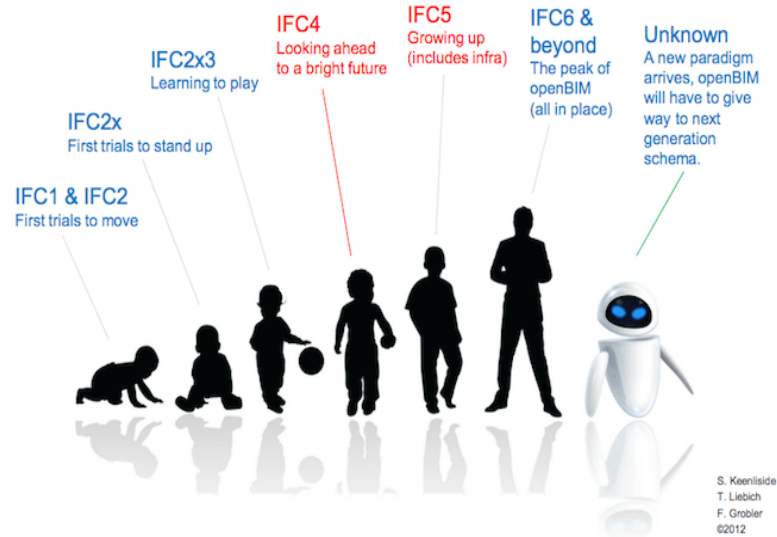 IFC1 & IFC2
First trials to move
IFC2x
First trials to stand up
IFC2x3
Learning to play
IFC4
Looking ahead
to a bright future
IFC5
Growing up
(includes infra)
IFC6 &
beyond
The peak of
openBIM
(all in place)
Unknown
A new paradigm
arrives, openBIM
will have to give
way to next
generation
schema.
S. Keenliside
T. Liebich
F. Grobler
©2012